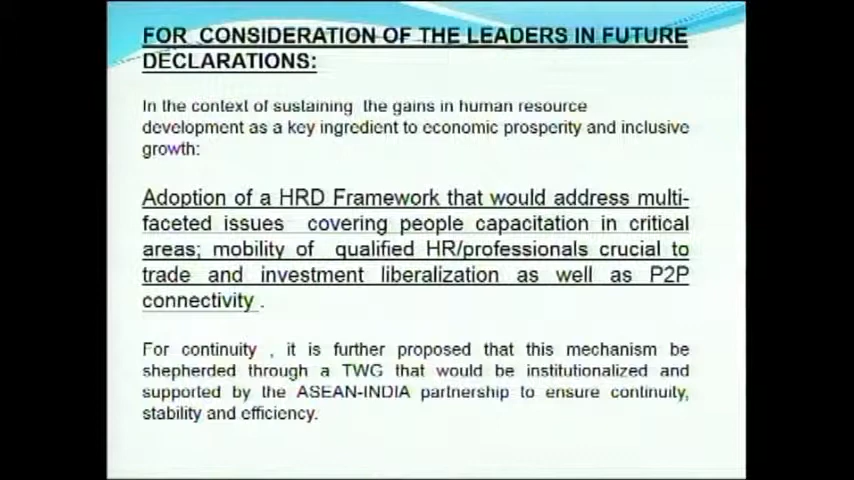 FOR CONSIDERATION OF THE LEADERS IN FUTURE
DECLARATIONS:
In the context of sustaining the gains in human resource
development as a key ingredient to economic prosperity and inclusive
growth:
Adoption of a HRD Framework that would address multi-
faceted issues covering people capacitation in critical
areas; mobility of qualified HR/professionals crucial to
trade and investment liberalization as well as P2P
connectivity .
For continuity , it is further proposed that this mechanism be
shepherded through a TWG that would be institutionalized and
supported by the ASEAN-INDIA partnership to ensure continuity,
stability and efficiency.